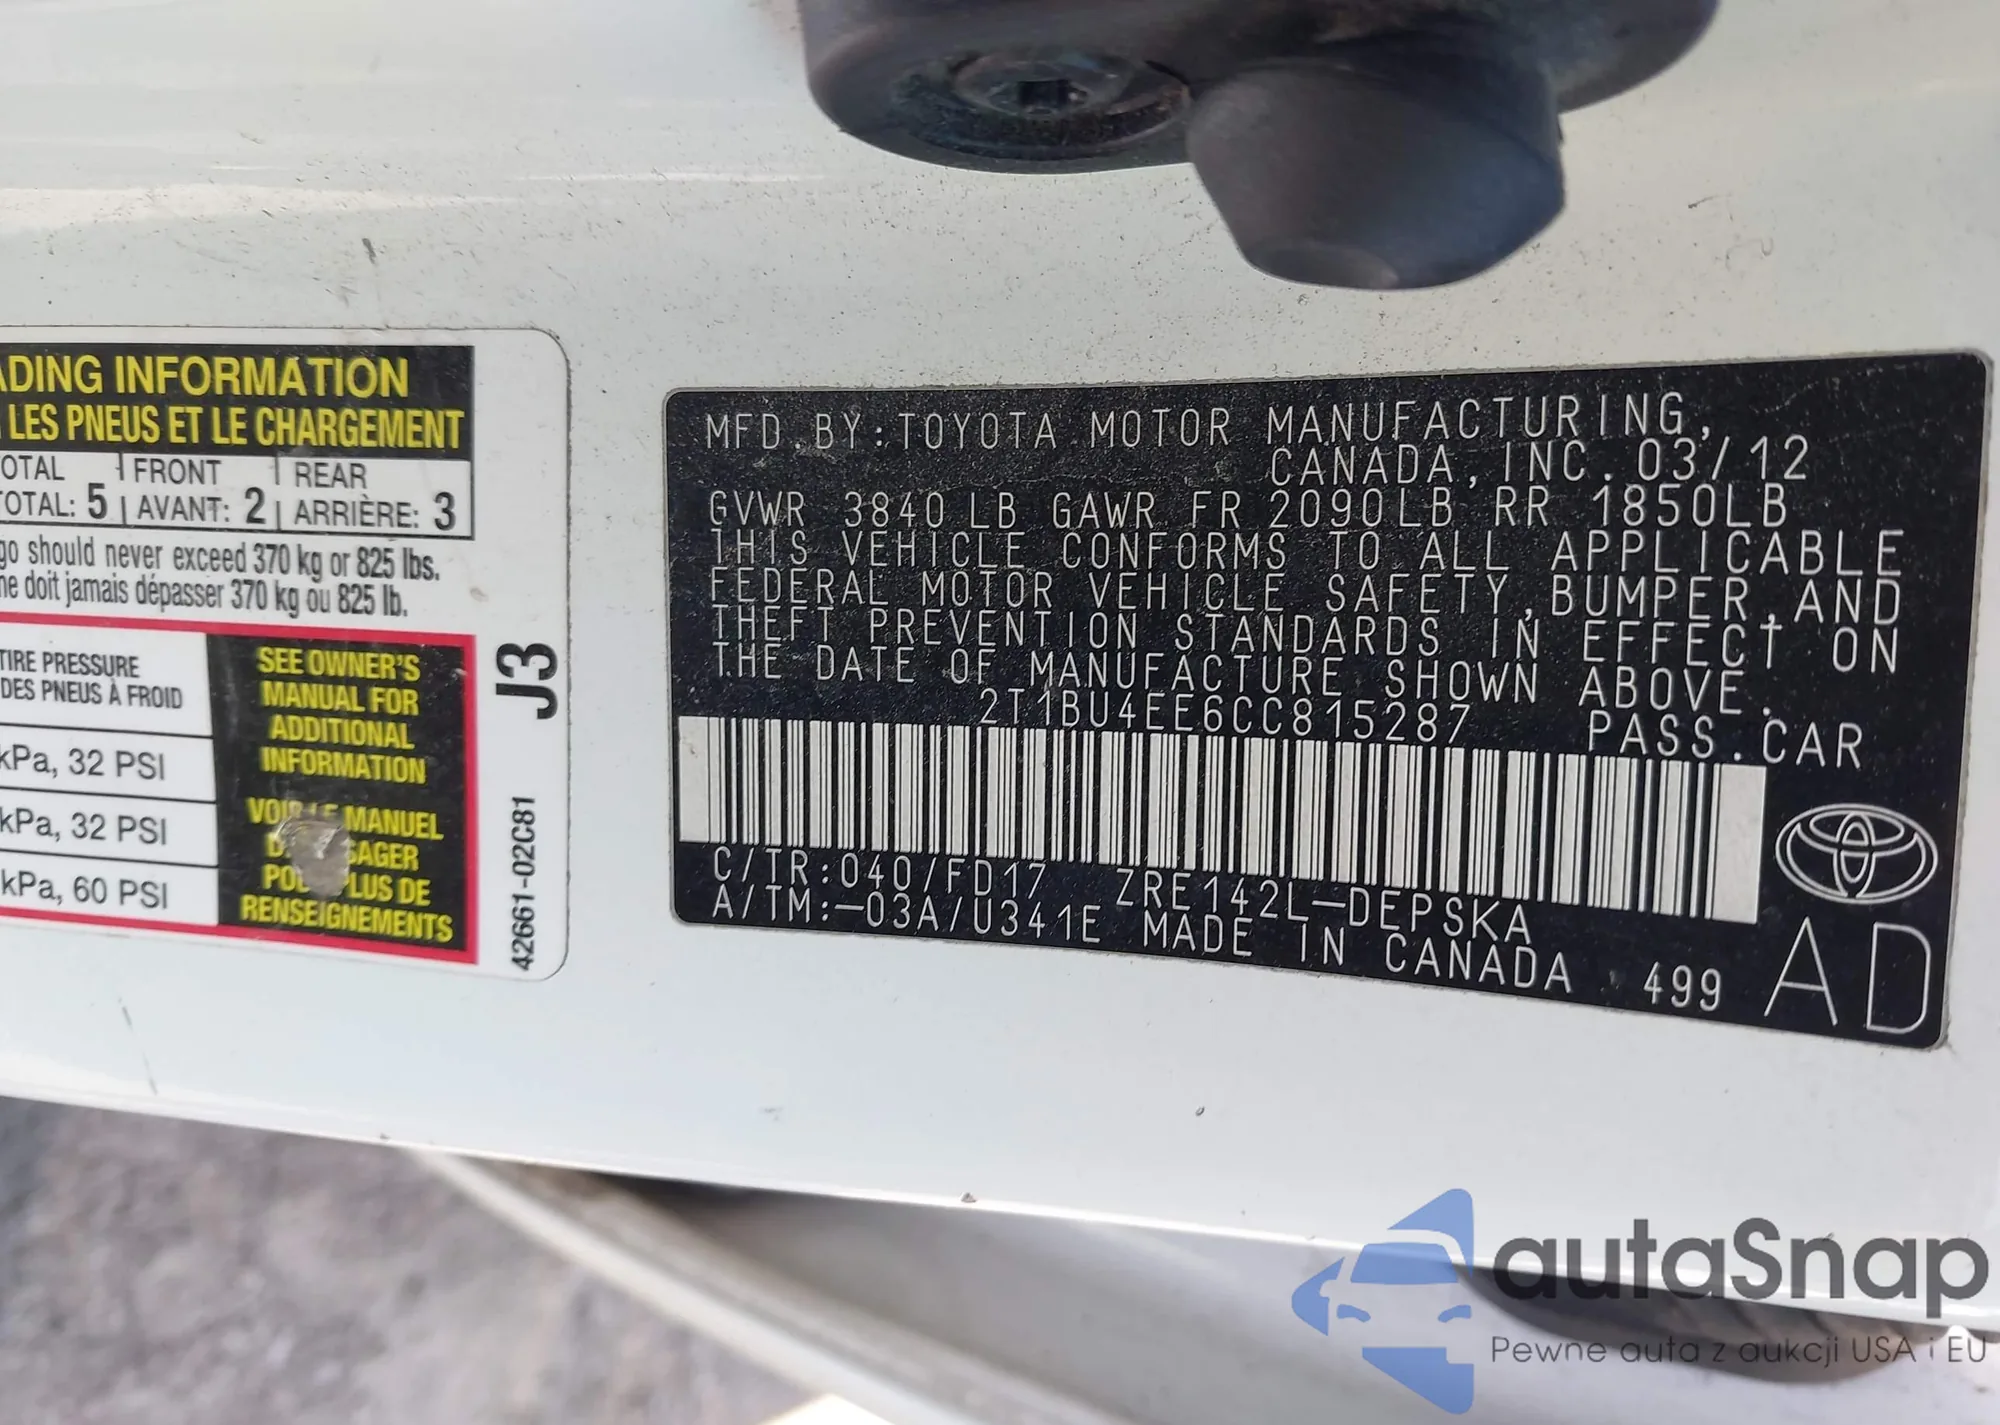 ADING INFORMATION
LES PNEUS ET LE CHARGEMENT
OTAL FRONT REAR
OTAL: 5 AVANT: 2 ARRIÈRE: 3
go should never exceed 370 kg or 825 lbs.
ne doit jamais dépasser 370 kg ou 825 lb.
TIRE PRESSURE
DES PNEUS À FROID
kPa, 32 PSI
kPa, 32 PSI
kPa, 60 PSI
SEE OWNER'S
MANUAL FOR
ADDITIONAL
INFORMATION
MANUEL
PLUS DE
RENSEIGNEMENTS
J3
42661-02C81
MFD.BY:TOYOTA MOTOR MANUFACTURING,
CANADA, INC. 03/12
GVWR 3840 LB GAWR FR 2090LB RR 1850LB
THIS VEHICLE CONFORMS TO ALL APPLICABLE
FEDERAL MOTOR VEHICLE SAFETY,BUMPER,AND
THEFT PREVENTION STANDARDS IN EFFECT ON
THE DATE OF MANUFACTURE SHOWN ABOVE.
2T1BU4EE6CC815287 PASS.CAR
C/TR:040/FD17 ZRE142L-DEPSKA
A/TM:-03A/U341E MADE IN CANADA 499
AD
autaSnap
Pewne auta z aukcji USA i EU